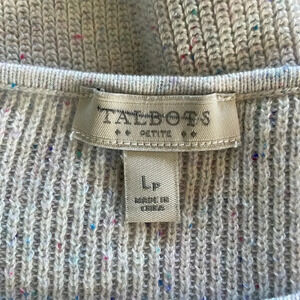 TALBOTS
PETITE
LP
MADE IN
CHINA